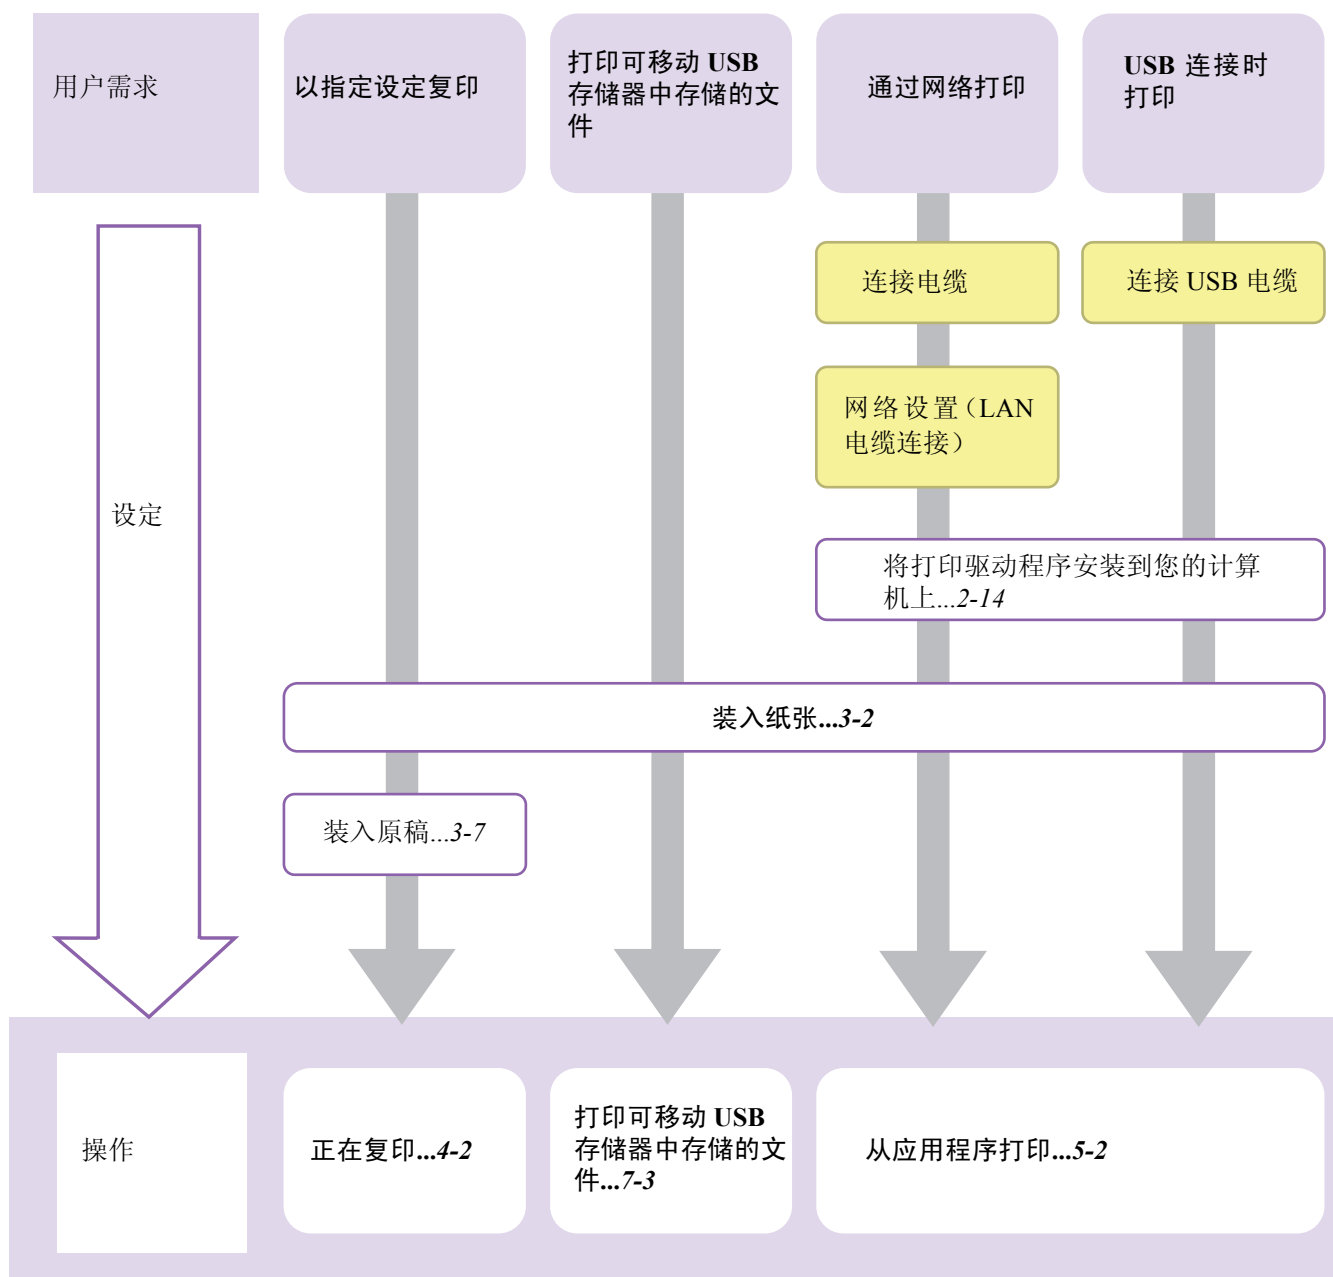 用户需求
以指定设定复印
打印可移动 USB
存储器中存储的文
件
通过网络打印
USB 连接时
打印
连接电缆
连接 USB 电缆
网络设置（LAN
电缆连接）
设定
将打印驱动程序安装到您的计算
机上...2-14
装入纸张...3-2
装入原稿...3-7
操作
正在复印...4-2
打印可移动 USB
存储器中存储的文
件...7-3
从应用程序打印...5-2